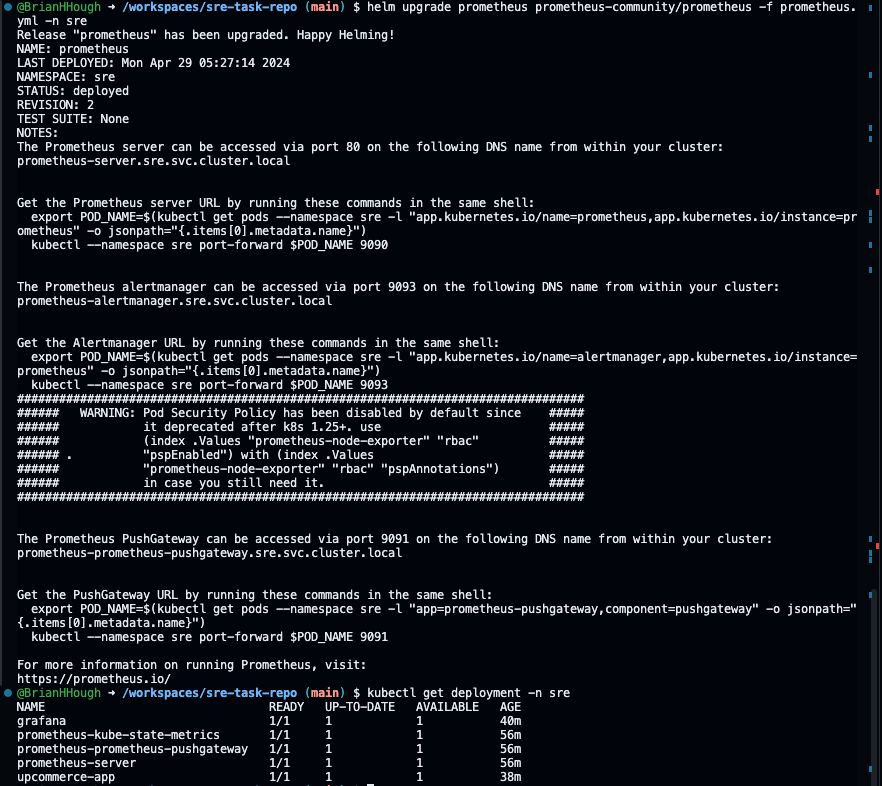 @BrianHHough ➜ /workspaces/sre-task-repo (main) $ helm upgrade prometheus prometheus-community/prometheus -f prometheus.
yml -n sre
Release "prometheus" has been upgraded. Happy Helming!
NAME: prometheus
LAST DEPLOYED: Mon Apr 29 05:27:14 2024
NAMESPACE: sre
STATUS: deployed
REVISION: 2
TEST SUITE: None
NOTES:
The Prometheus server can be accessed via port 80 on the following DNS name from within your cluster:
prometheus-server.sre.svc.cluster.local
Get the Prometheus server URL by running these commands in the same shell:
  export POD_NAME=$(kubectl get pods --namespace sre -l "app.kubernetes.io/name=prometheus,app.kubernetes.io/instance=pr
ometheus" -o jsonpath="{.items[0].metadata.name}")
  kubectl --namespace sre port-forward $POD_NAME 9090
The Prometheus alertmanager can be accessed via port 9093 on the following DNS name from within your cluster:
prometheus-alertmanager.sre.svc.cluster.local
Get the Alertmanager URL by running these commands in the same shell:
  export POD_NAME=$(kubectl get pods --namespace sre -l "app.kubernetes.io/name=alertmanager,app.kubernetes.io/instance=
prometheus" -o jsonpath="{.items[0].metadata.name}")
  kubectl --namespace sre port-forward $POD_NAME 9093
#################################################################################
######   WARNING: Pod Security Policy has been disabled by default since    #####
######            it deprecated after k8s 1.25+. use                        #####
######            (index .Values "prometheus-node-exporter" "rbac"          #####
###### .          "pspEnabled") with (index .Values                         #####
######            "prometheus-node-exporter" "rbac" "pspAnnotations")       #####
######            in case you still need it.                                #####
#################################################################################
The Prometheus PushGateway can be accessed via port 9091 on the following DNS name from within your cluster:
prometheus-prometheus-pushgateway.sre.svc.cluster.local
Get the PushGateway URL by running these commands in the same shell:
  export POD_NAME=$(kubectl get pods --namespace sre -l "app=prometheus-pushgateway,component=pushgateway" -o jsonpath="
{.items[0].metadata.name}")
  kubectl --namespace sre port-forward $POD_NAME 9091
For more information on running Prometheus, visit:
https://prometheus.io/
@BrianHHough ➜ /workspaces/sre-task-repo (main) $ kubectl get deployment -n sre
NAME                                READY   UP-TO-DATE   AVAILABLE   AGE
grafana                             1/1     1            1           40m
prometheus-kube-state-metrics       1/1     1            1           56m
prometheus-prometheus-pushgateway   1/1     1            1           56m
prometheus-server                   1/1     1            1           56m
upcommerce-app                      1/1     1            1           38m